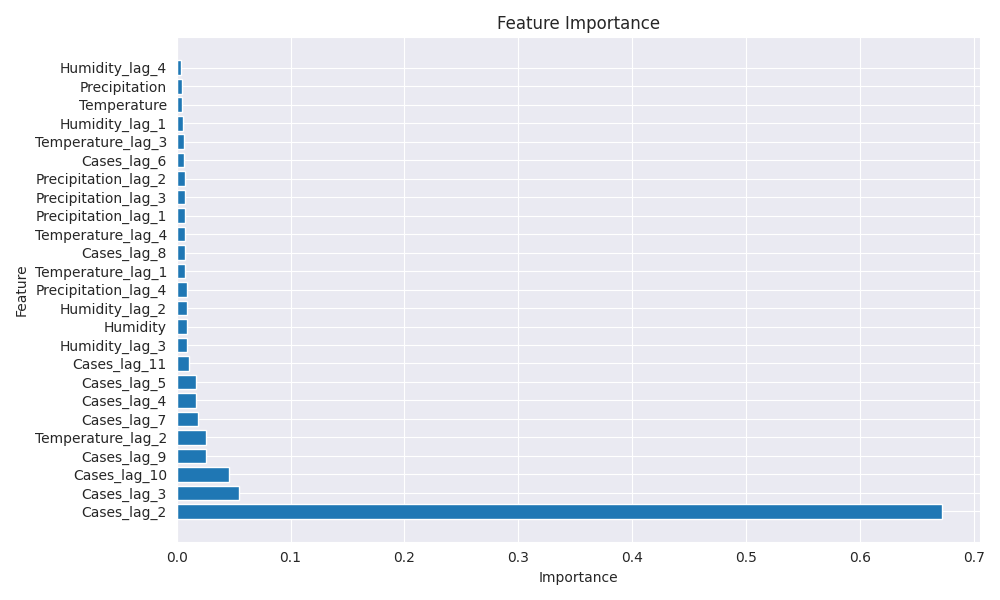 Feature Importance
Humidity_lag_4
Precipitation
Temperature
Humidity_lag_1
Temperature_lag_3
Cases_lag_6
Precipitation_lag_2
Precipitation_lag_3
Precipitation_lag_1
Temperature_lag_4
Cases_lag_8
Temperature_lag_1
Precipitation_lag_4
Humidity_lag_2
Humidity
Humidity_lag_3
Cases_lag_11
Cases_lag_5
Cases_lag_4
Cases_lag_7
Temperature_lag_2
Cases_lag_9
Cases_lag_10
Cases_lag_3
Cases_lag_2
Feature
0.0 0.1 0.2 0.3 0.4 0.5 0.6 0.7
Importance